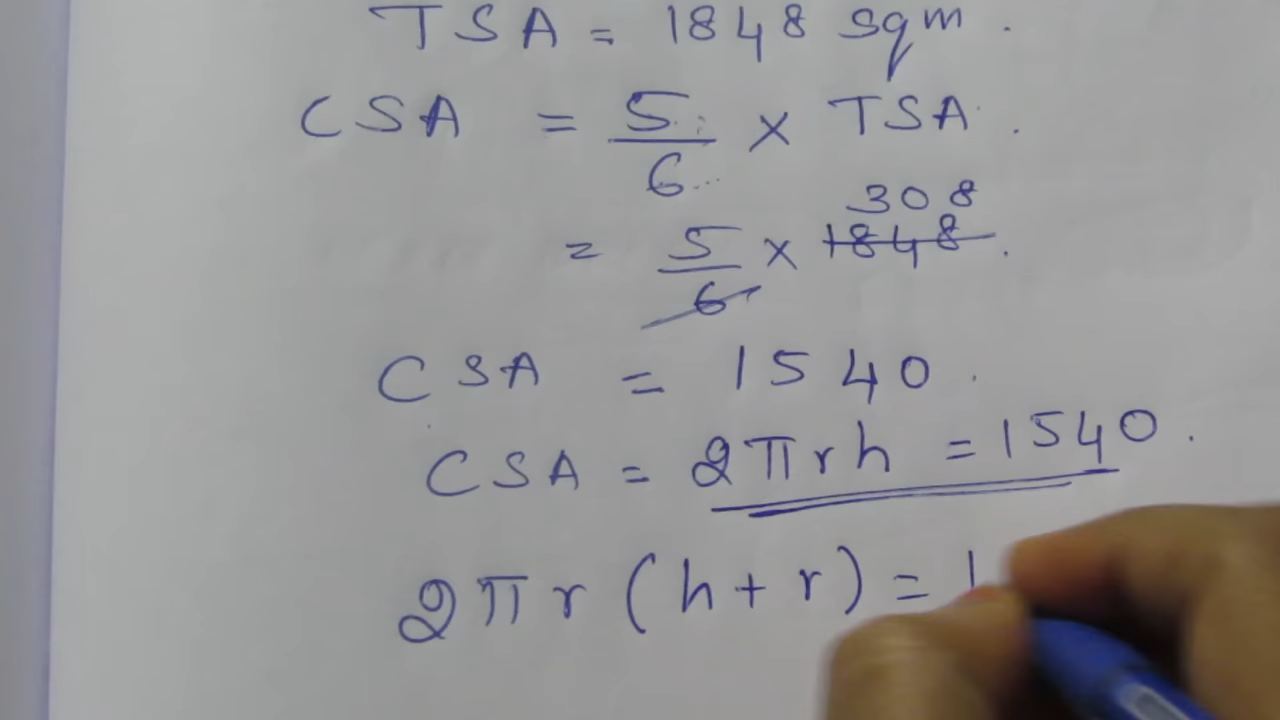 TSA = 1848 sqm.
CSA = 5/6 × TSA.
308
= 5/6 × 1848.
CSA = 1540.
CSA = 2πrh = 1540.
2πr (h+r) = 1